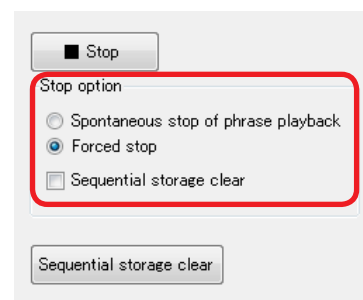 Stop
Stop option
Spontaneous stop of phrase playback
Forced stop
Sequential storage clear
Sequential storage clear